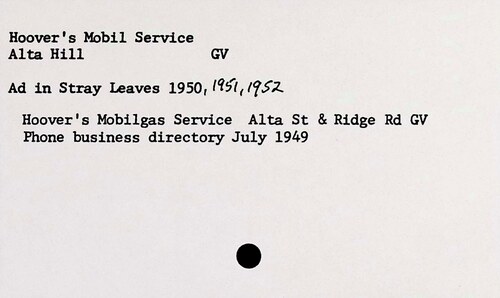 Hoover's Mobil Service
Alta Hill GV
Ad in Stray Leaves 1950, 1951, 1952
Hoover's Mobilgas Service Alta St & Ridge Rd GV
Phone business directory July 1949